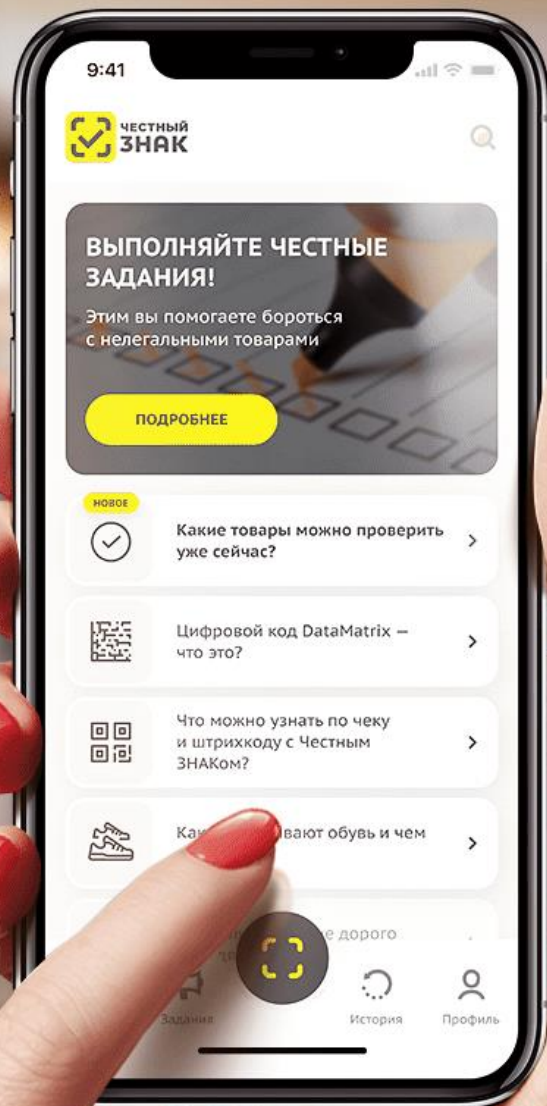 9:41
ЧЕСТНЫЙ
ЗНАК
ВЫПОЛНЯЙТЕ ЧЕСТНЫЕ
ЗАДАНИЯ!
Этим вы помогаете бороться
с нелегальными товарами
ПОДРОБНЕЕ
НОВОЕ
Какие товары можно проверить
уже сейчас?
Цифровой код DataMatrix —
что это?
Что можно узнать по чеку
и штрихкоду с Честным
ЗНАКом?
обувь и чем
дорого
Задания
История
Профиль